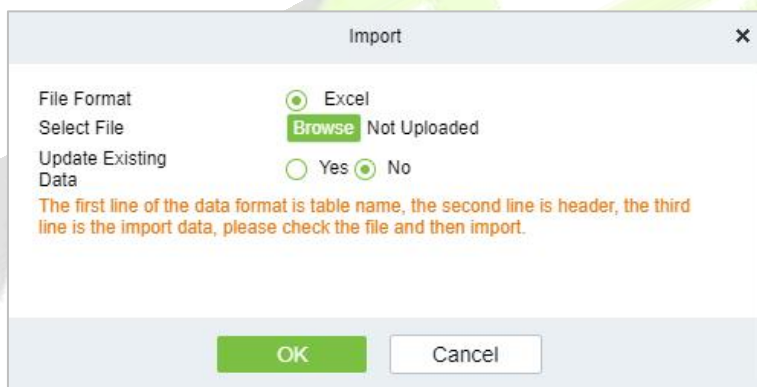 Import
File Format Excel
Select File Browse Not Uploaded
Update Existing
Data Yes No
The first line of the data format is table name, the second line is header, the third
line is the import data, please check the file and then import.
OK Cancel